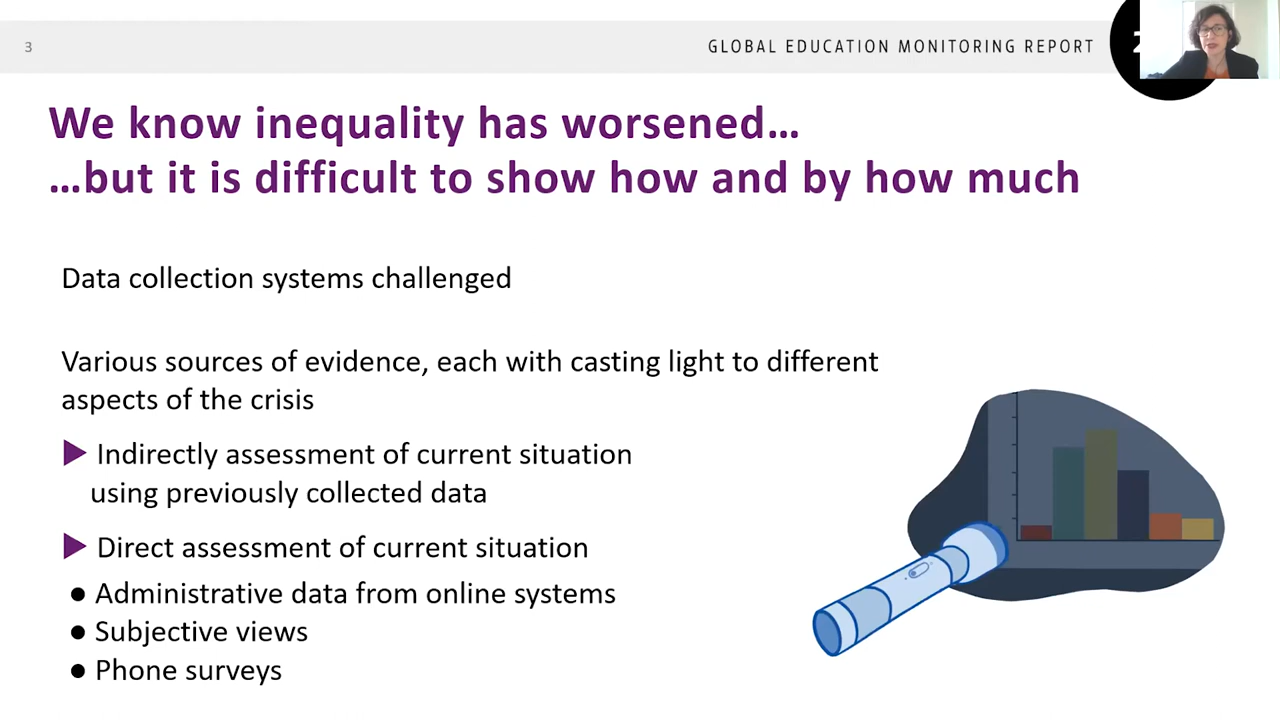 3
GLOBAL EDUCATION MONITORING REPORT
We know inequality has worsened…
…but it is difficult to show how and by how much
Data collection systems challenged
Various sources of evidence, each with casting light to different
aspects of the crisis
▶ Indirectly assessment of current situation
using previously collected data
▶ Direct assessment of current situation
● Administrative data from online systems
● Subjective views
● Phone surveys